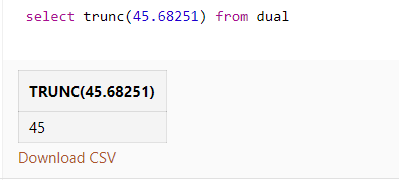 select trunc(45.68251) from dual
TRUNC(45.68251)
45
Download CSV